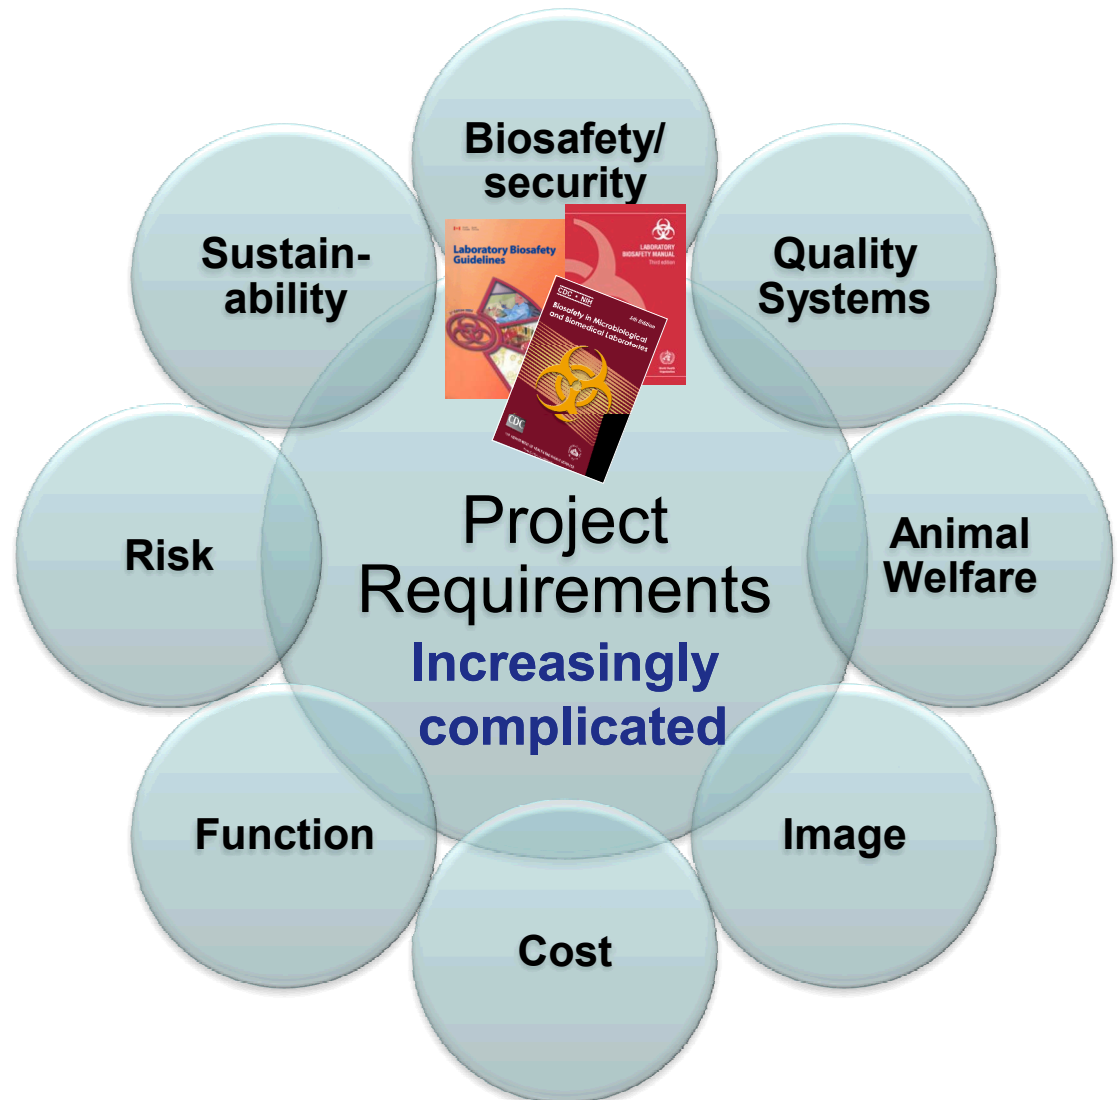 Biosafety/
security
Laboratory Biosafety
Guidelines
LABORATORY
BIOSAFETY MANUAL
Third edition
CDC + NIH
5th Edition
Biosafety in Microbiological
and Biomedical Laboratories
CDC
Quality
Systems
Animal
Welfare
Image
Cost
Function
Risk
Sustain-
ability
Project
Requirements
Increasingly
complicated